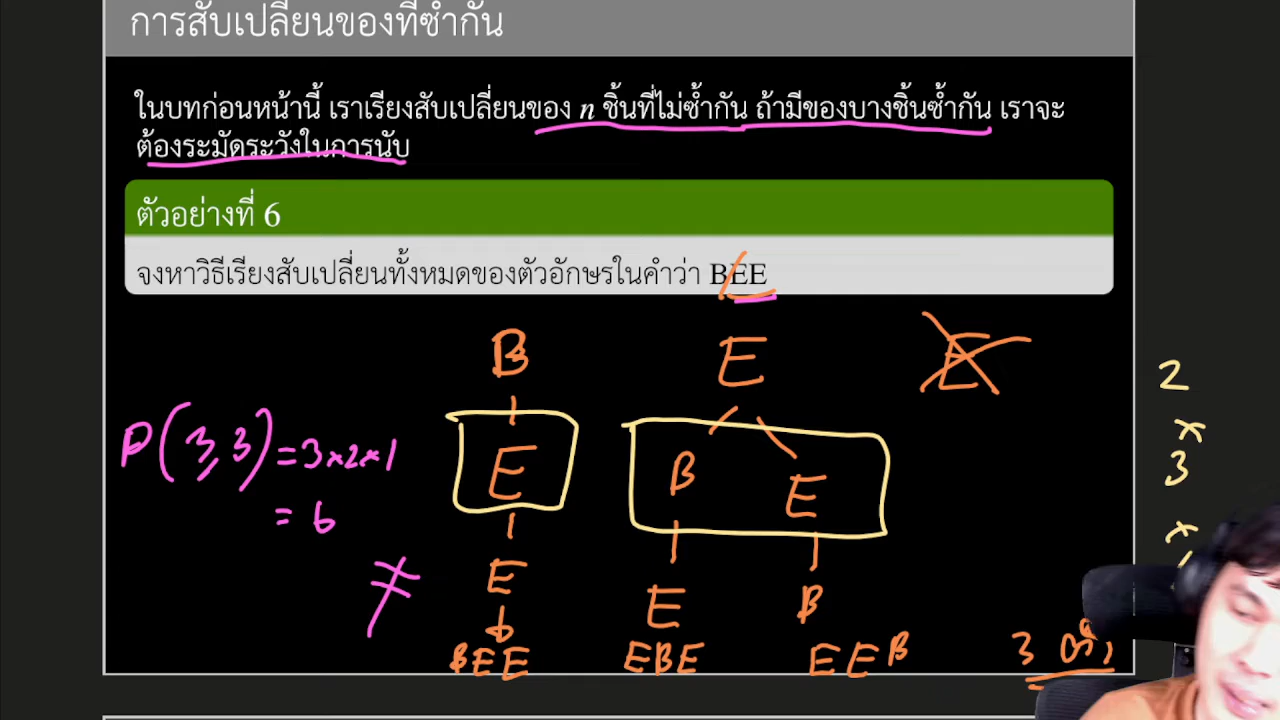 การสับเปลี่ยนของที่ซ้ำกัน
ในบทก่อนหน้านี้ เราเรียงสับเปลี่ยนของ n ชิ้นที่ไม่ซ้ำกัน ถ้ามีของบางชิ้นซ้ำกัน เราจะ
ต้องระมัดระวังในการนับ
ตัวอย่างที่ 6
จงหาวิธีเรียงสับเปลี่ยนทั้งหมดของตัวอักษรในคำว่า BEE
B E E
2
×
3
×
P(3,3) = 3×2×1
= 6
≠
E B E
E E B
BEE EBE EEB
3